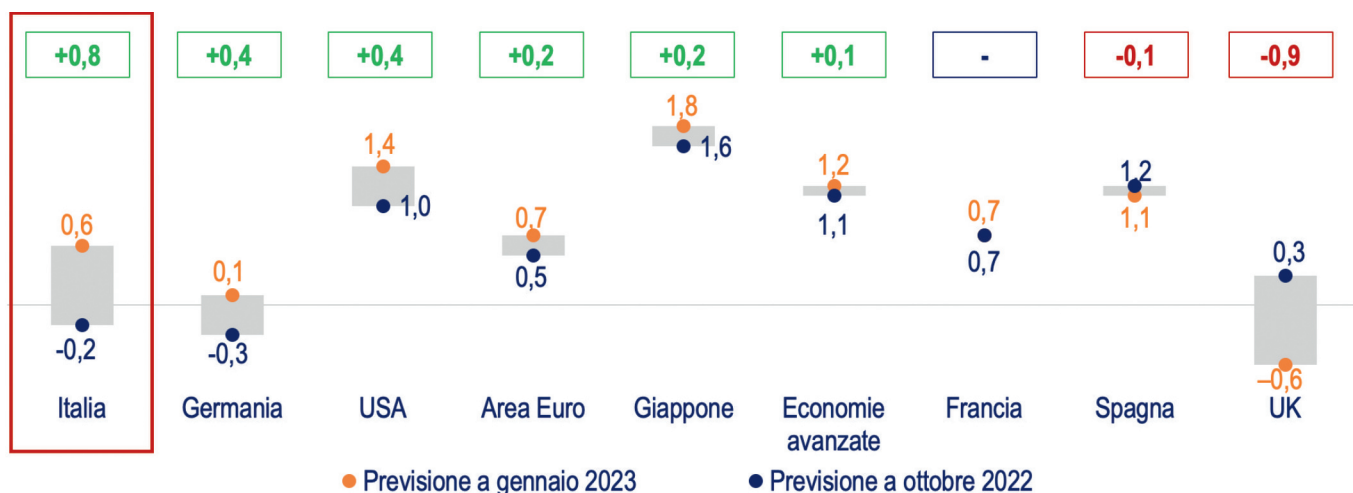 +0,8
+0,4
+0,4
+0,2
+0,2
+0,1
-
-0,1
-0,9
0,6
-0,2
0,1
-0,3
1,4
1,0
0,7
0,5
1,8
1,6
1,2
1,1
0,7
0,7
1,2
1,1
0,3
–0,6
Italia
Germania
USA
Area Euro
Giappone
Economie
avanzate
Francia
Spagna
UK
Previsione a gennaio 2023
Previsione a ottobre 2022